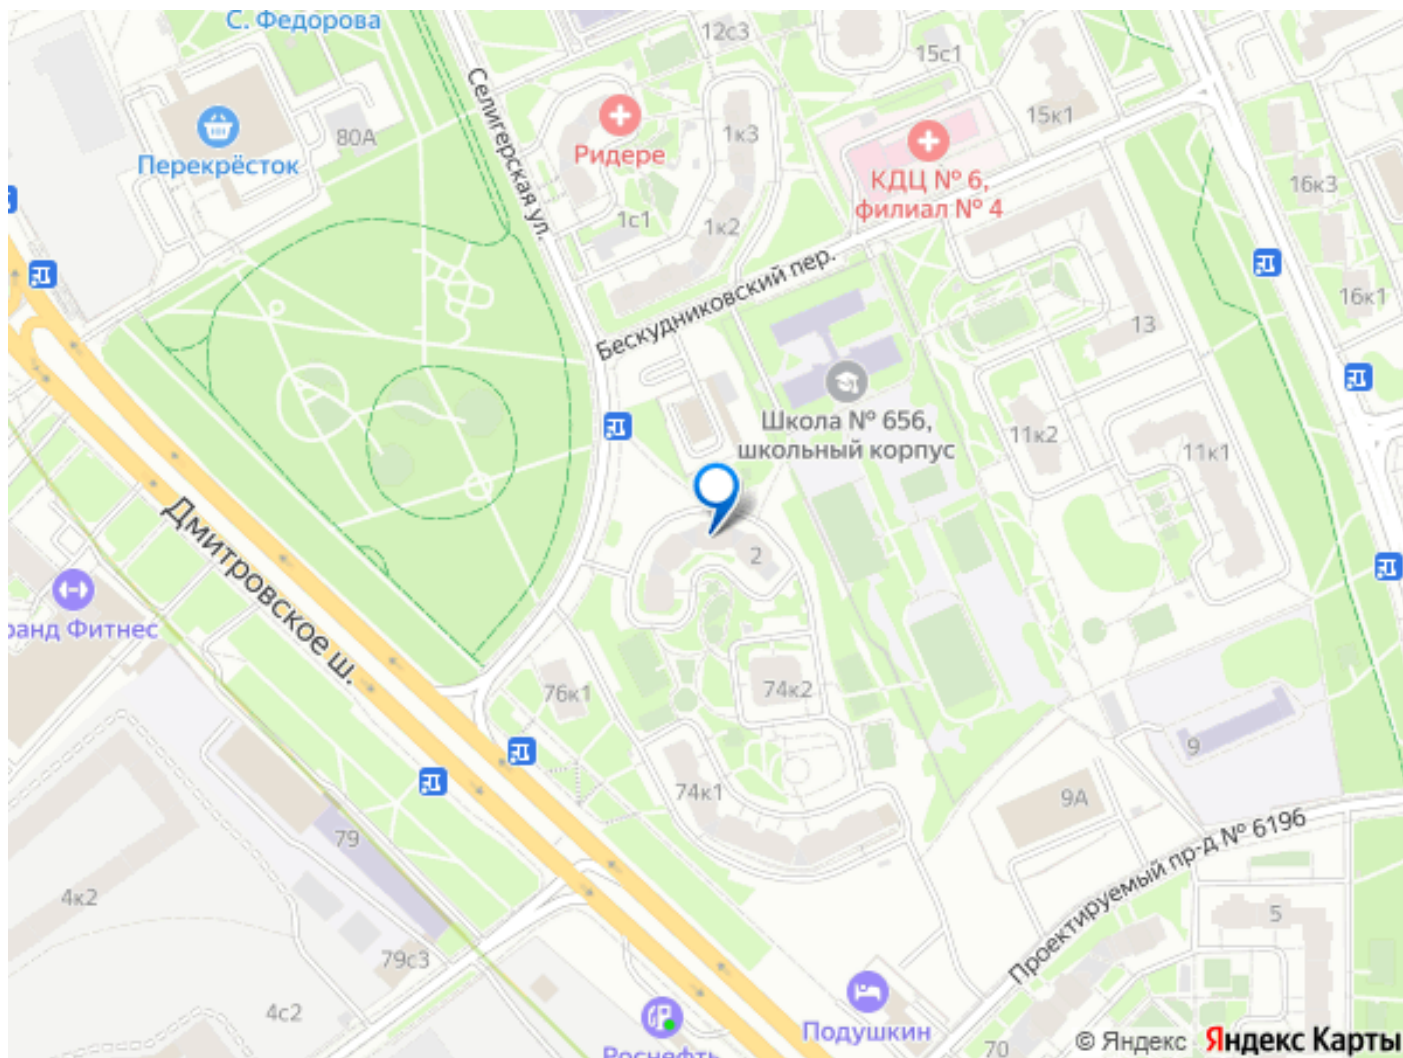 С. Федорова
12с3
15с1
Селигерская ул.
80А
Перекрёсток
Ридере
1к3
15к1
КДЦ № 6,
филиал № 4
16к3
1с1
1к2
Бескудниковский пер.
16к1
13
Школа № 656,
школьный корпус
11к2
11к1
Дмитровское ш.
2
ранд Фитнес
76к1
74к2
9
74к1
9А
79
Проектируемый пр-д № 6196
4к2
5
79с3
4с2
Подушкин
Роснефть
70
© Яндекс Яндекс Карты